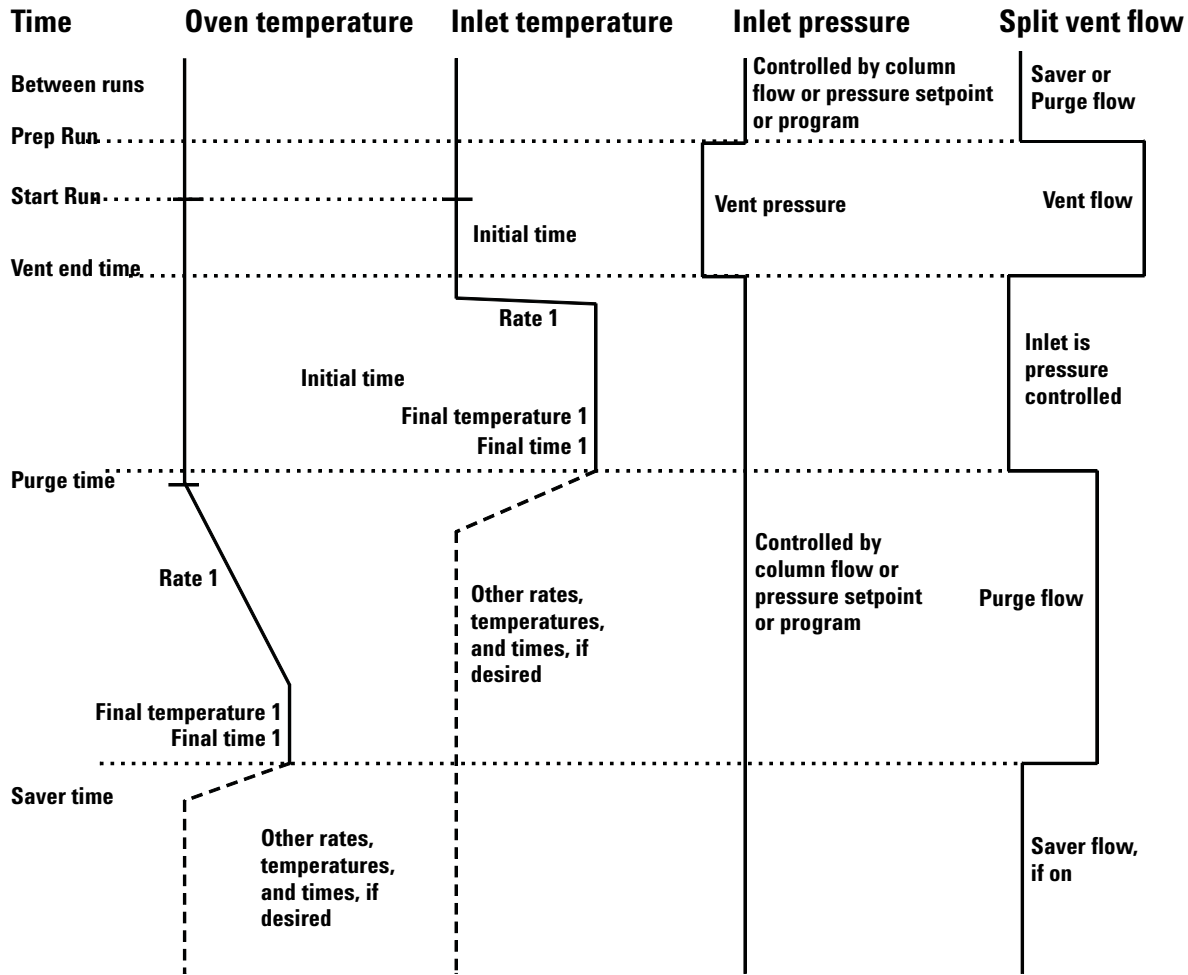 Time
Oven temperature
Inlet temperature
Inlet pressure
Split vent flow
Between runs
Controlled by column
flow or pressure setpoint
or program
Saver or
Purge flow
Prep Run
Start Run
Vent pressure
Vent flow
Initial time
Vent end time
Rate 1
Initial time
Final temperature 1
Final time 1
Inlet is
pressure
controlled
Purge time
Rate 1
Other rates,
temperatures,
and times, if
desired
Controlled by
column flow or
pressure setpoint
or program
Purge flow
Final temperature 1
Final time 1
Saver time
Other rates,
temperatures,
and times, if
desired
Saver flow,
if on